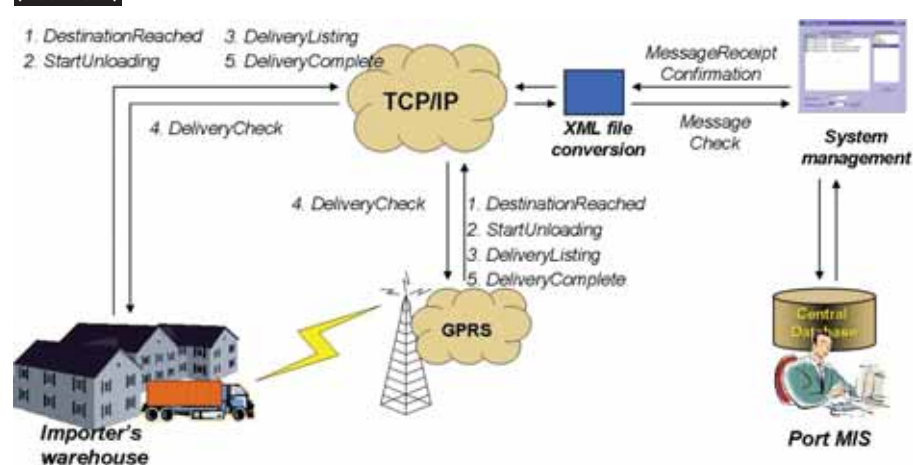 1. DestinationReached
2. StartUnloading
3. DeliveryListing
5. DeliveryComplete
TCP/IP
4. DeliveryCheck
XML file
conversion
MessageReceipt
Confirmation
Message
Check
System
management
4. DeliveryCheck
1. DestinationReached
2. StartUnloading
3. DeliveryListing
5. DeliveryComplete
GPRS
Central
Database
Importer's
warehouse
Port MIS